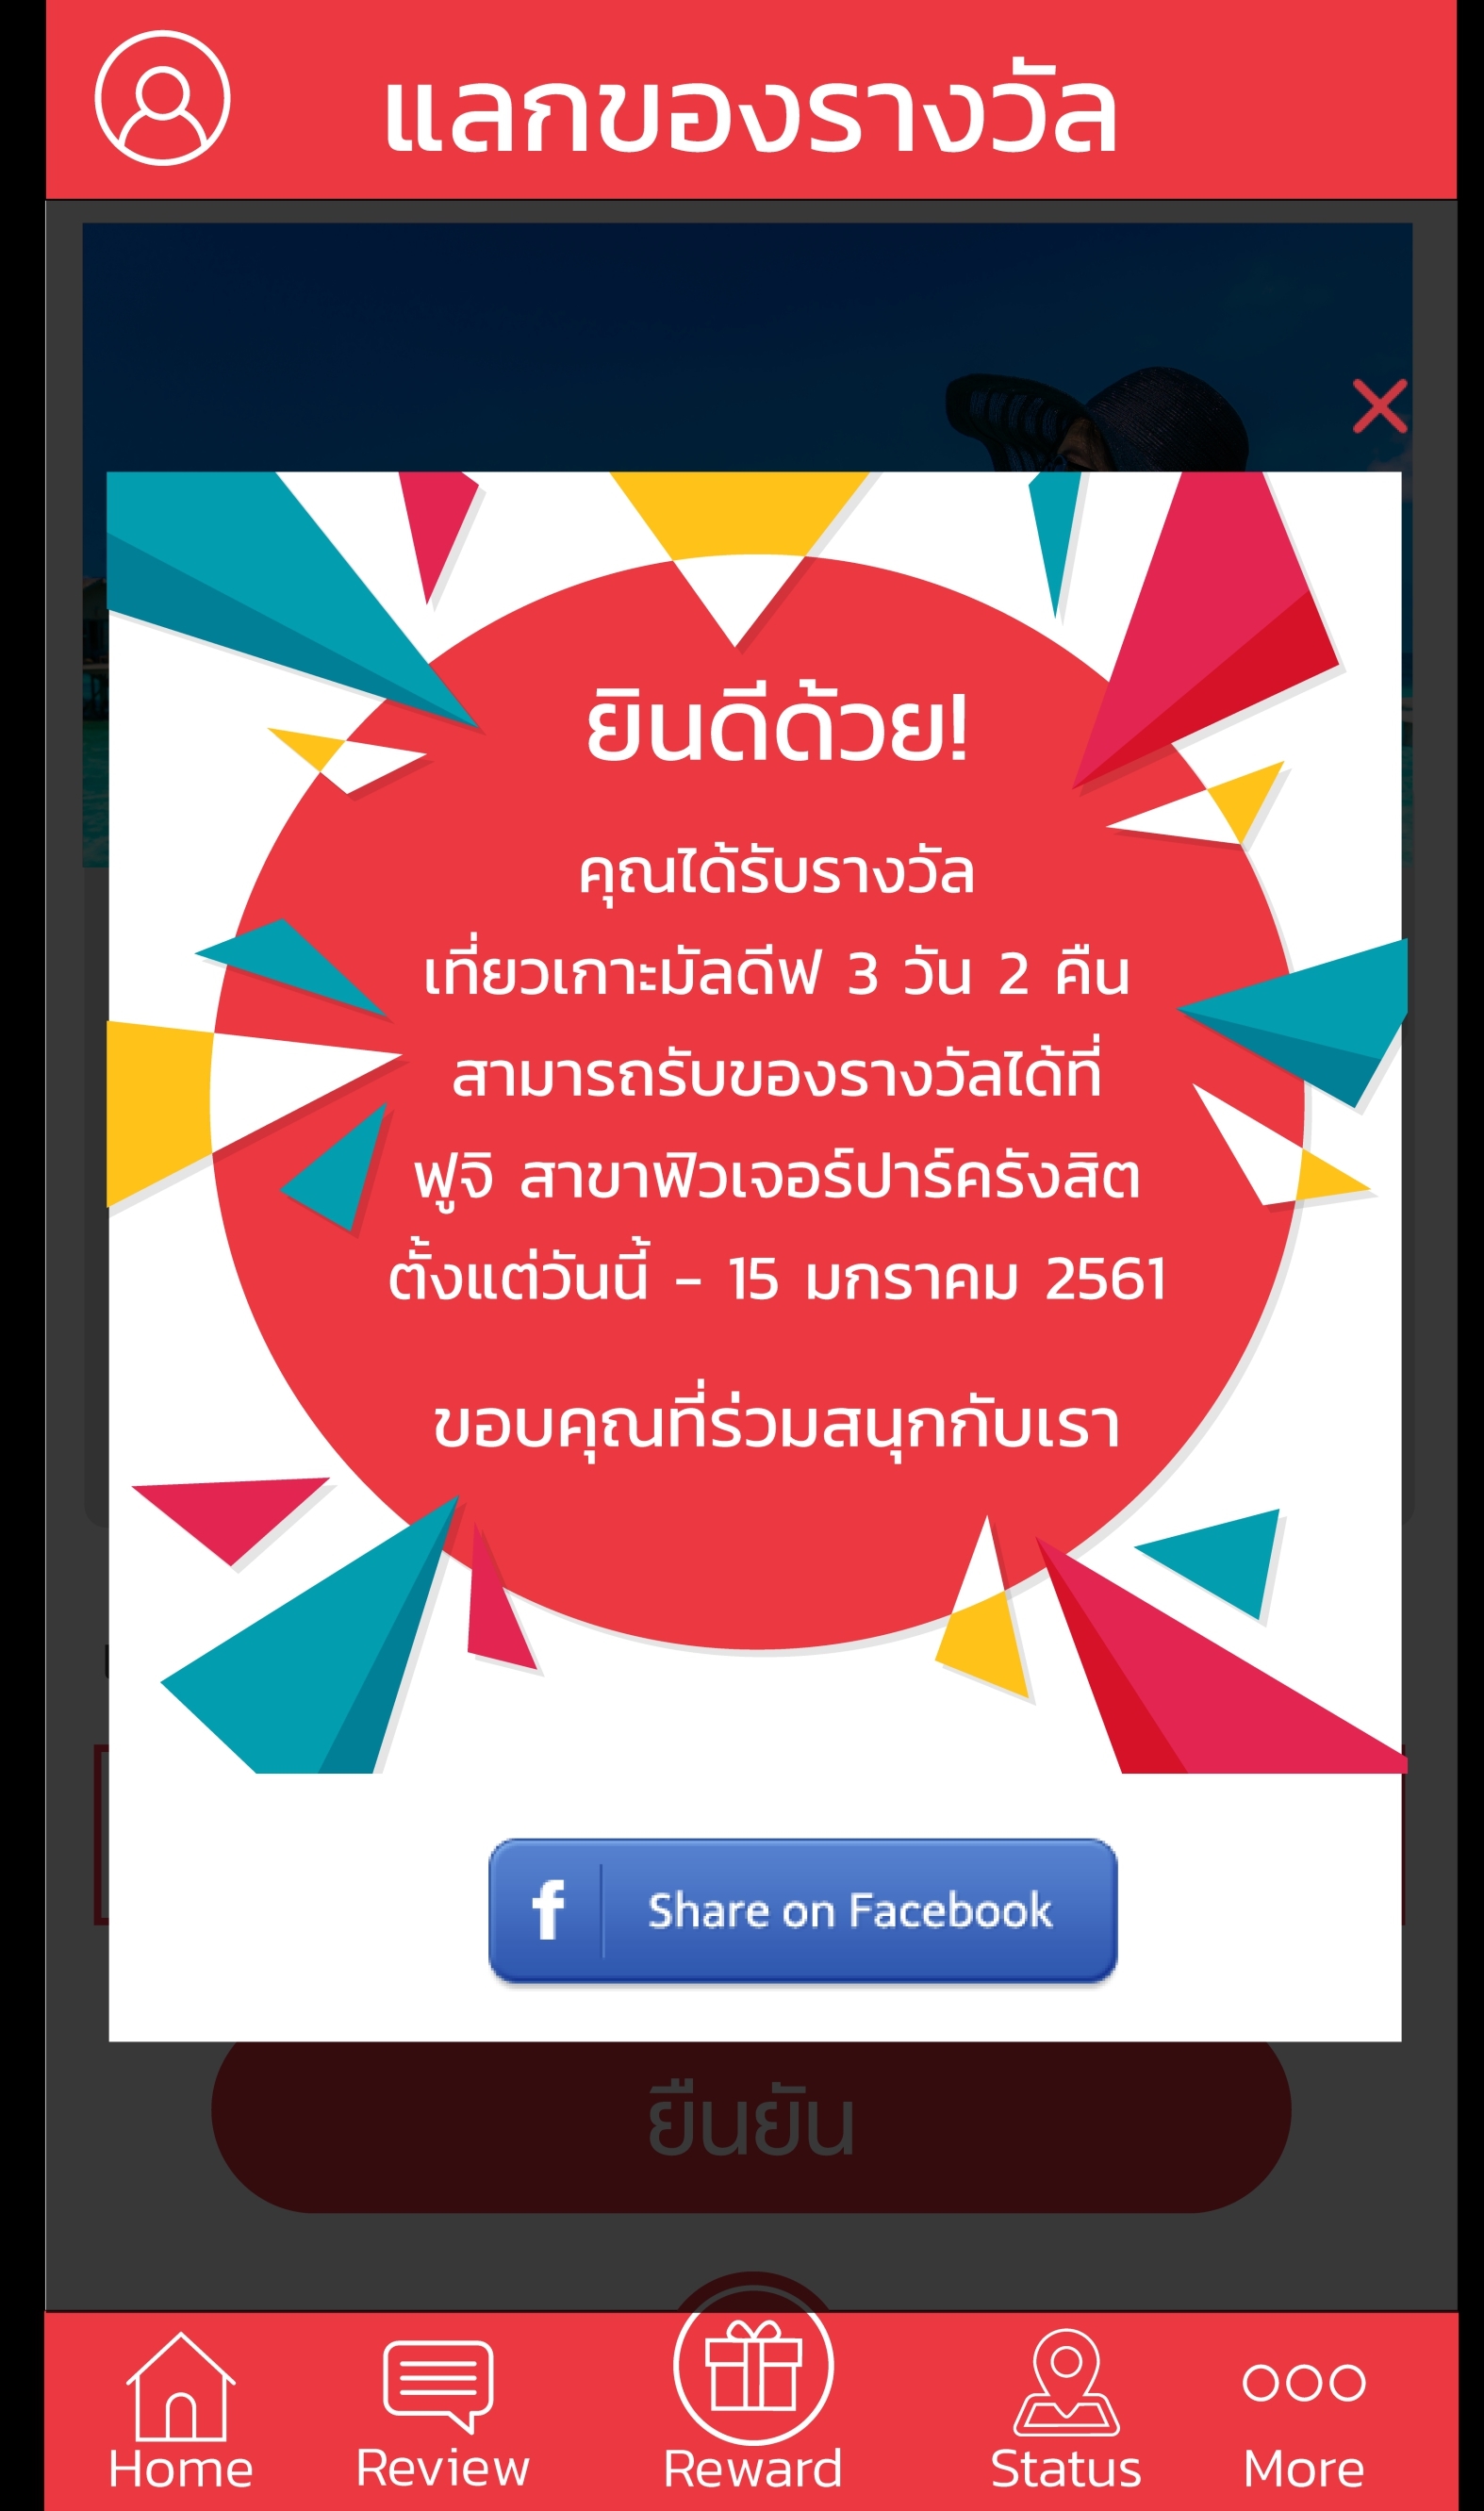 แลกของรางวัล
ยินดีด้วย!
คุณได้รับรางวัล
เที่ยวเกาะมัลดีฟ 3 วัน 2 คืน
สามารถรับของรางวัลได้ที่
ฟูจิ สาขาฟิวเจอร์ปาร์ครังสิต
ตั้งแต่วันนี้ - 15 มกราคม 2561
ขอบคุณที่ร่วมสนุกกับเรา
f Share on Facebook
ยืนยัน
Home Review Reward Status More